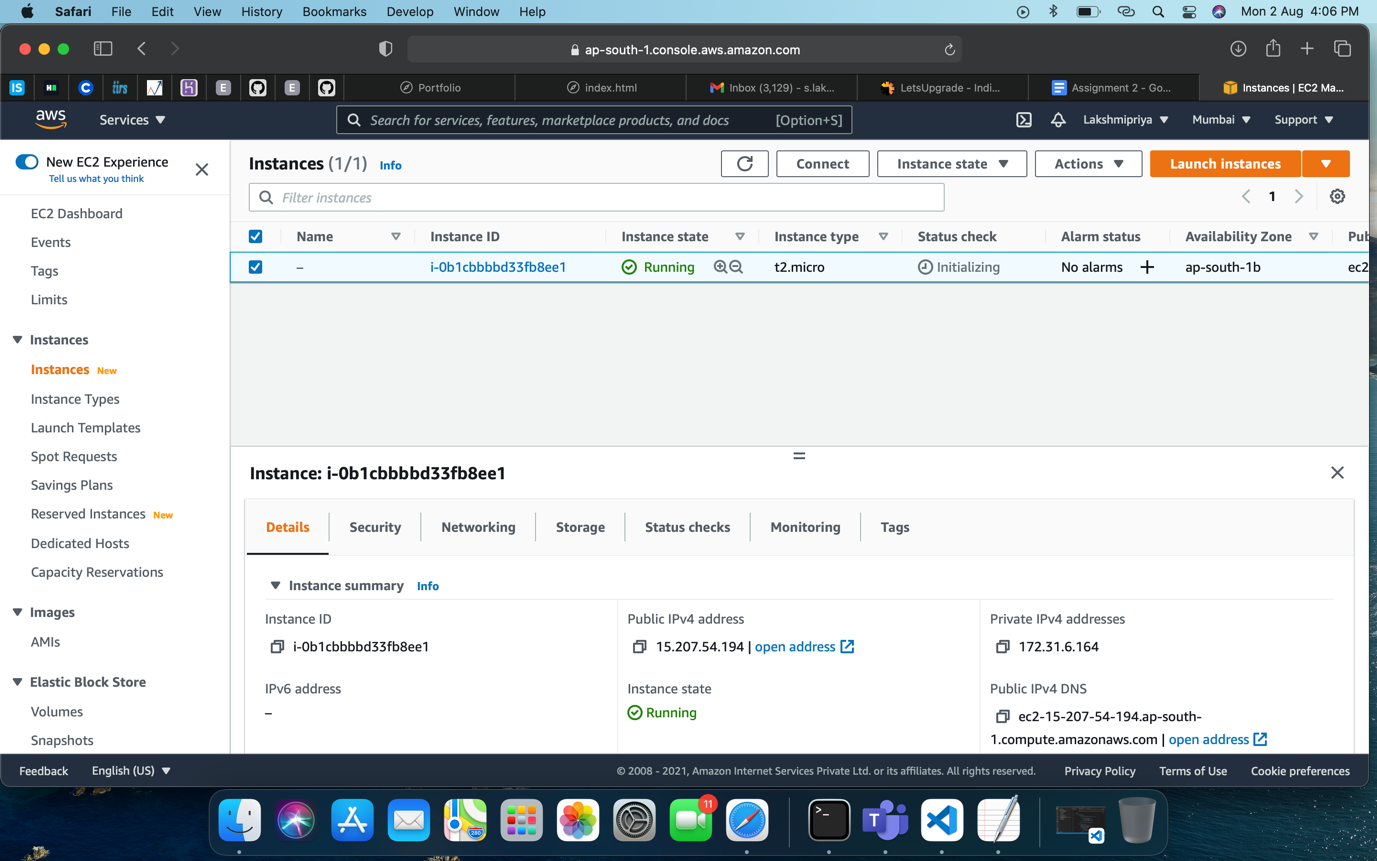 Safari File Edit View History Bookmarks Develop Window Help Mon 2 Aug 4:06 PM
ap-south-1.console.aws.amazon.com
Portfolio index.html Inbox (3,129) - s.lak... LetsUpgrade - Indi... Assignment 2 - Go... Instances | EC2 Ma...
aws Services Search for services, features, marketplace products, and docs [Option+S] Lakshmipriya Mumbai Support
New EC2 Experience
Tell us what you think
EC2 Dashboard
Events
Tags
Limits
Instances
Instances New
Instance Types
Launch Templates
Spot Requests
Savings Plans
Reserved Instances New
Dedicated Hosts
Capacity Reservations
Images
AMIs
Elastic Block Store
Volumes
Snapshots
Instances (1/1) Info Connect Instance state Actions Launch instances
Filter instances 1
Name Instance ID Instance state Instance type Status check Alarm status Availability Zone Pub
– i-0b1cbbbbd33fb8ee1 Running t2.micro Initializing No alarms + ap-south-1b ec2
Instance: i-0b1cbbbbd33fb8ee1
Details Security Networking Storage Status checks Monitoring Tags
Instance summary Info
Instance ID
i-0b1cbbbbd33fb8ee1
Public IPv4 address
15.207.54.194 | open address
Private IPv4 addresses
172.31.6.164
IPv6 address
–
Instance state
Running
Public IPv4 DNS
ec2-15-207-54-194.ap-south-
1.compute.amazonaws.com | open address
Feedback English (US) © 2008 - 2021, Amazon Internet Services Private Ltd. or its affiliates. All rights reserved. Privacy Policy Terms of Use Cookie preferences
11